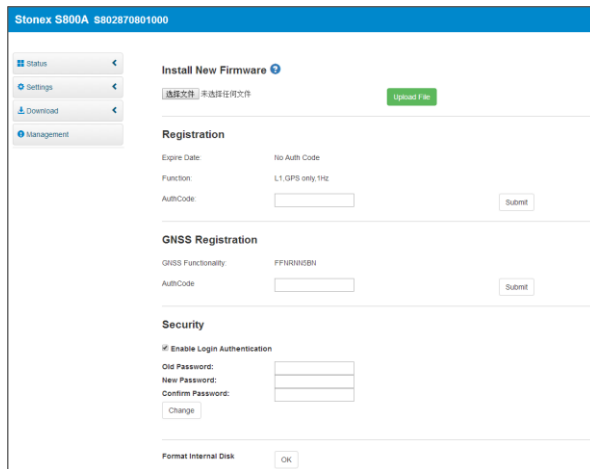 Stonex S800A S802870801000
Status
Settings
Download
Management
Install New Firmware
选择文件 未选择任何文件
Upload File
Registration
Expire Date: No Auth Code
Function: L1,GPS only,1Hz
AuthCode: Submit
GNSS Registration
GNSS Functionality: FFNRNN5BN
AuthCode Submit
Security
Enable Login Authentication
Old Password:
New Password:
Confirm Password:
Change
Format Internal Disk OK